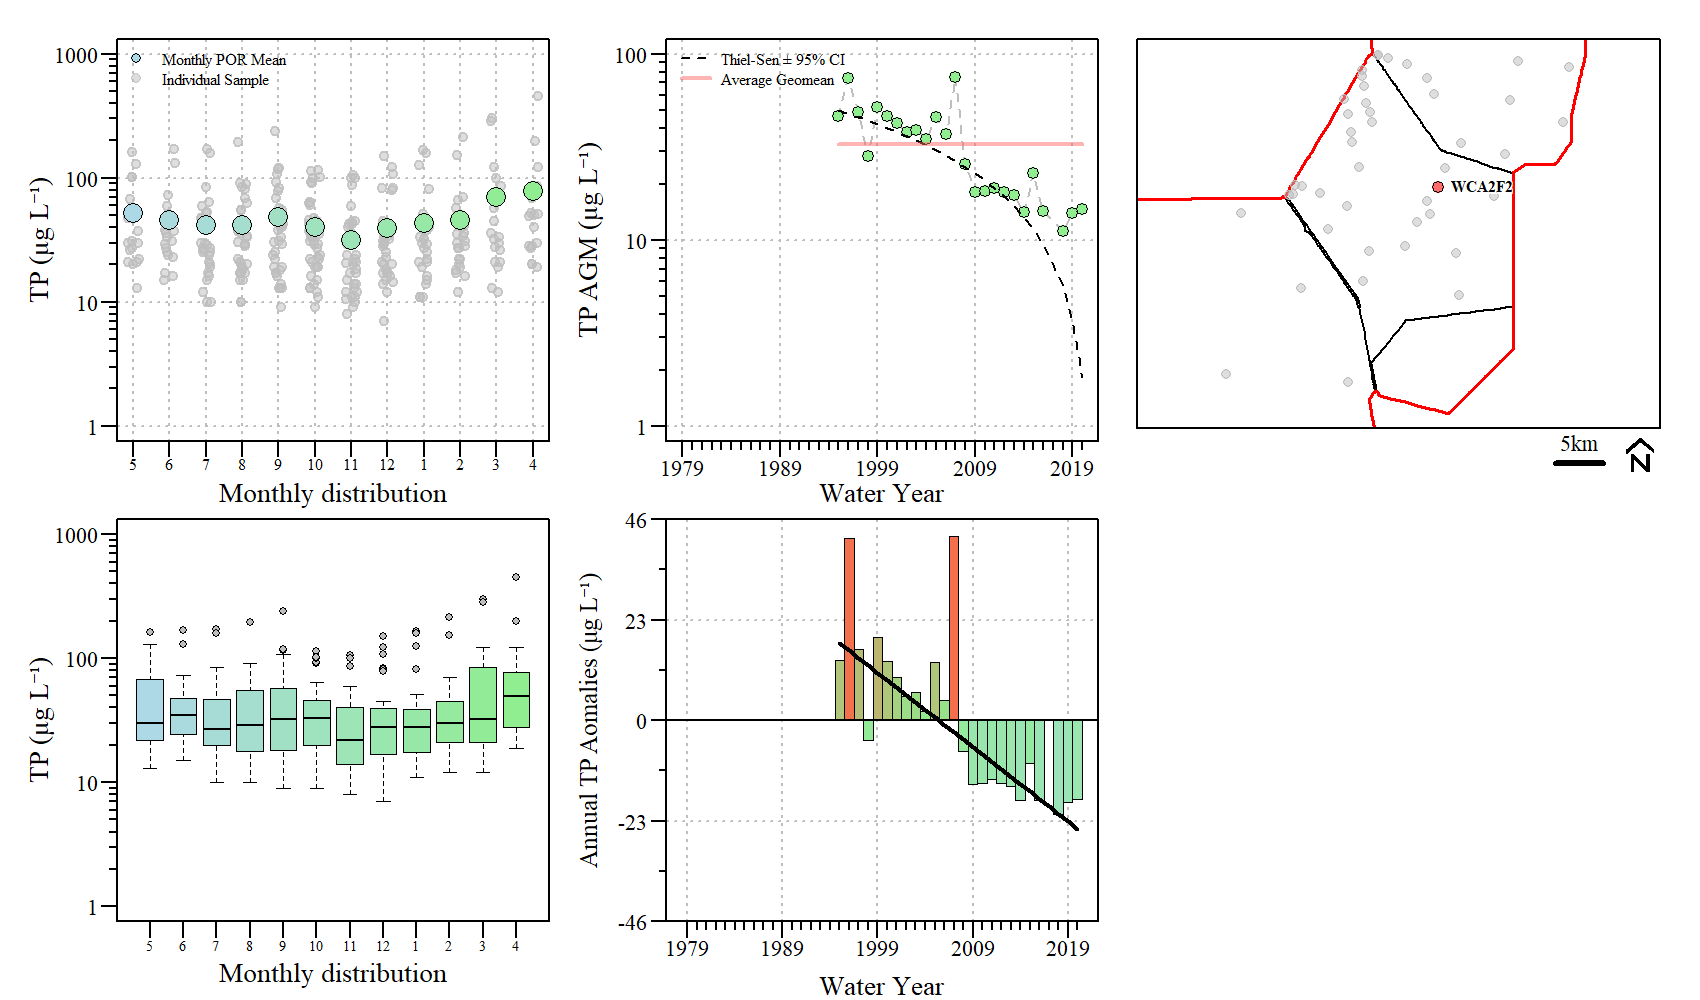 Monthly POR Mean
Individual Sample
1000
100
10
1
TP (µg L⁻¹)
5 6 7 8 9 10 11 12 1 2 3 4
Monthly distribution
Thiel-Sen ± 95% CI
Average Geomean
100
10
1
TP AGM (µg L⁻¹)
1979 1989 1999 2009 2019
Water Year
WCA2F2
5km
N
1000
100
10
1
TP (µg L⁻¹)
5 6 7 8 9 10 11 12 1 2 3 4
Monthly distribution
46
23
0
-23
-46
Annual TP Aomalies (µg L⁻¹)
1979 1989 1999 2009 2019
Water Year